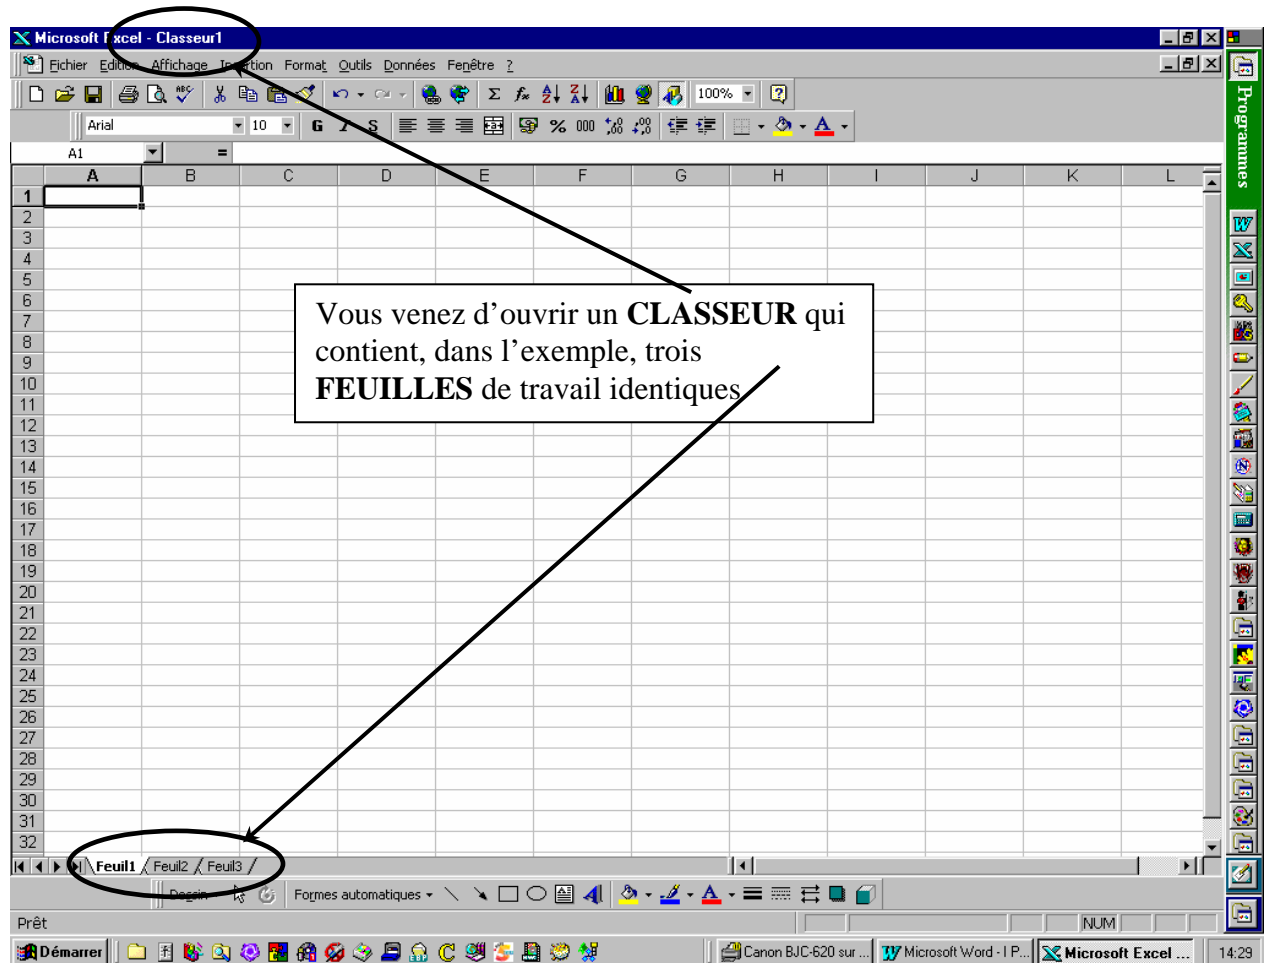 Microsoft Excel - Classeur1
Fichier Edition Affichage Insertion Format Outils Données Fenêtre ?
100%
Arial 10 G I S % 000
A1 =
A B C D E F G H I J K L
1
2
3
4
5
6
7
8
9
10
11
12
13
14
15
16
17
18
19
20
21
22
23
24
25
26
27
28
29
30
31
32
Vous venez d’ouvrir un CLASSEUR qui
contient, dans l’exemple, trois
FEUILLES de travail identiques
Feuil1 Feuil2 Feuil3
Dessin Formes automatiques
Prêt NUM
Démarrer Canon BJC-620 sur ... Microsoft Word - I P... Microsoft Excel ... 14:29
Programmes